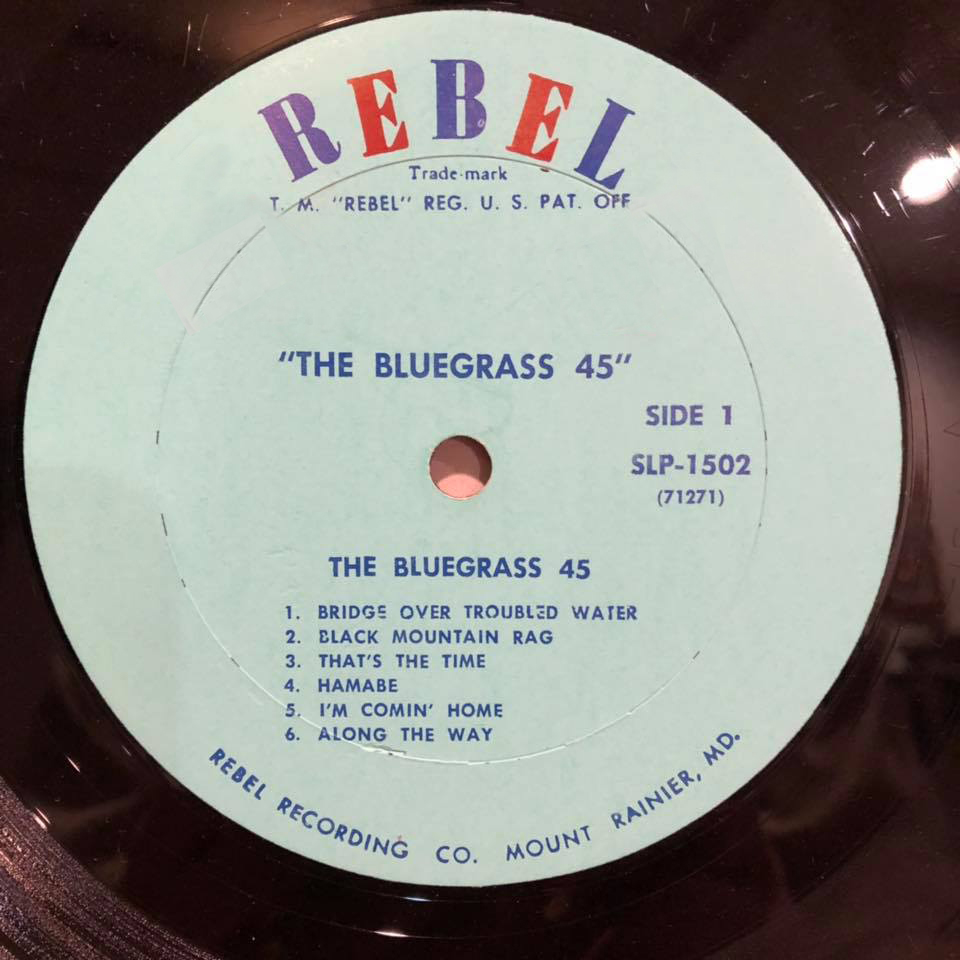 REBEL
Trade-mark
T. M. "REBEL" REG. U. S. PAT. OFF
"THE BLUEGRASS 45"
SIDE 1
SLP-1502
(71271)
THE BLUEGRASS 45
1. BRIDGE OVER TROUBLED WATER
2. BLACK MOUNTAIN RAG
3. THAT'S THE TIME
4. HAMABE
5. I'M COMIN' HOME
6. ALONG THE WAY
REBEL RECORDING CO. MOUNT RAINIER, MD.